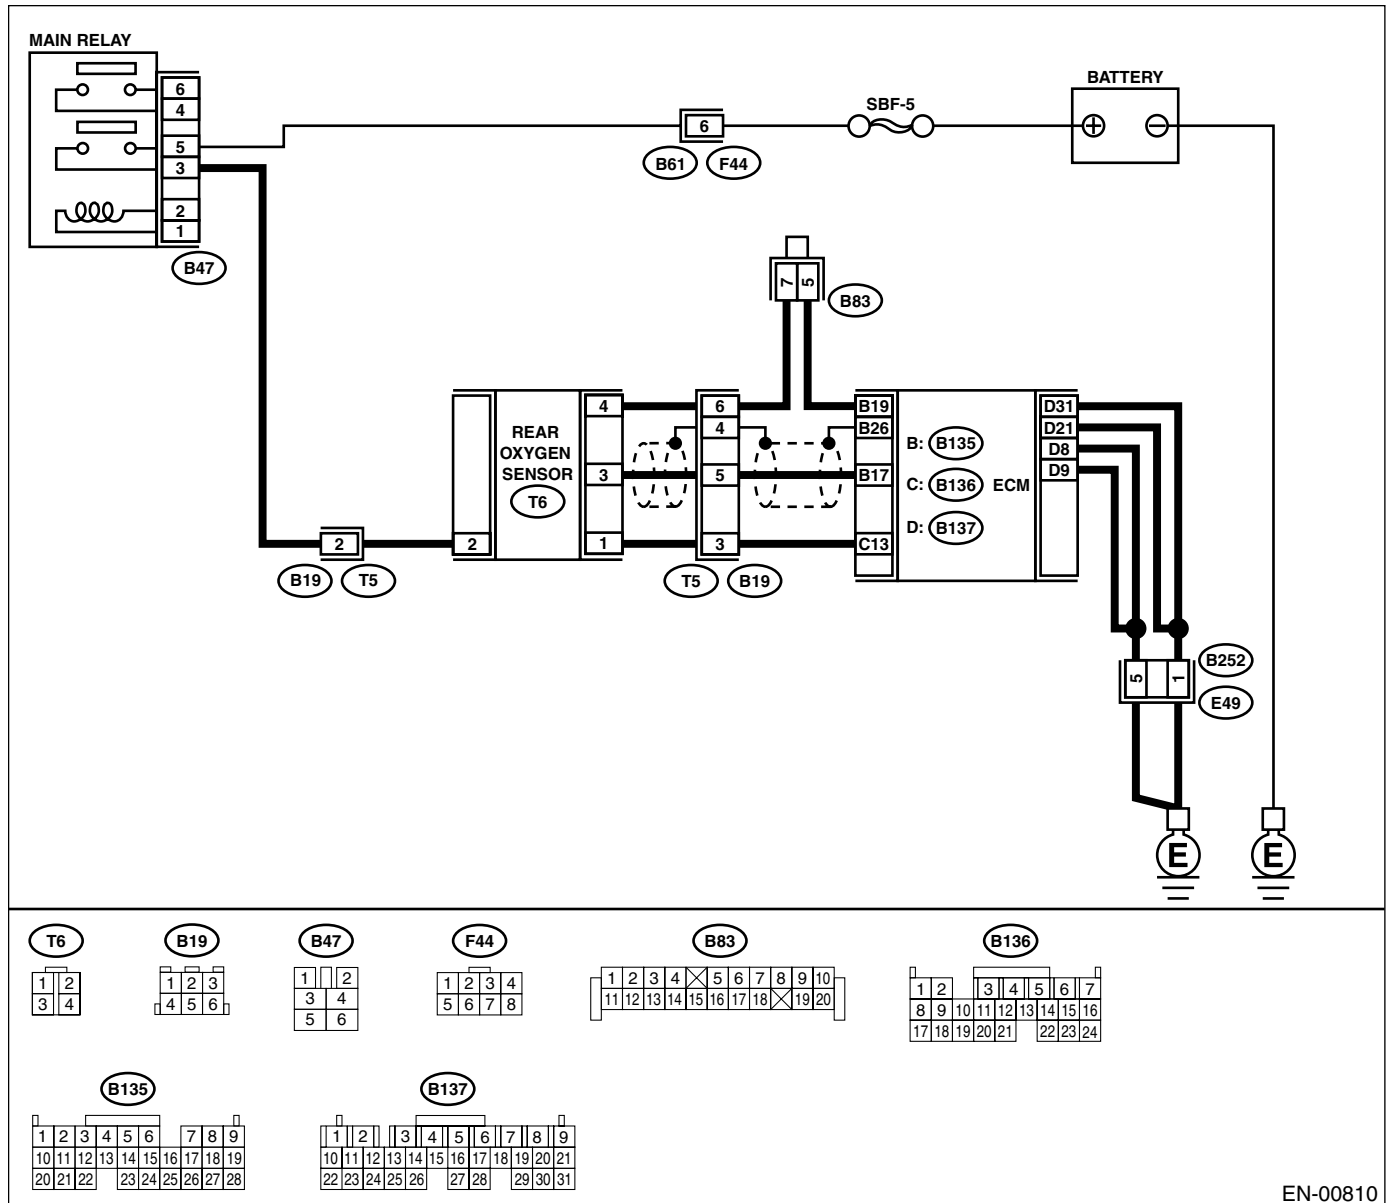 MAIN RELAY
6
4
5
3
2
1
B47
6
B61 F44
SBF-5
BATTERY
+ −
7 5
B83
2
B19 T5
2
REAR
OXYGEN
SENSOR
T6
4
3
1
6
4
5
3
T5 B19
B19
B26
B17
C13
B: B135
C: B136 ECM
D: B137
D31
D21
D8
D9
5 1
B252
E49
E E
T6
1 2
3 4
B19
1 2 3
4 5 6
B47
1 2
3 4
5 6
F44
1 2 3 4
5 6 7 8
B83
1 2 3 4 5 6 7 8 9 10
11 12 13 14 15 16 17 18 19 20
B136
1 2 3 4 5 6 7
8 9 10 11 12 13 14 15 16
17 18 19 20 21 22 23 24
B135
1 2 3 4 5 6 7 8 9
10 11 12 13 14 15 16 17 18 19
20 21 22 23 24 25 26 27 28
B137
1 2 3 4 5 6 7 8 9
10 11 12 13 14 15 16 17 18 19 20 21
22 23 24 25 26 27 28 29 30 31
EN-00810